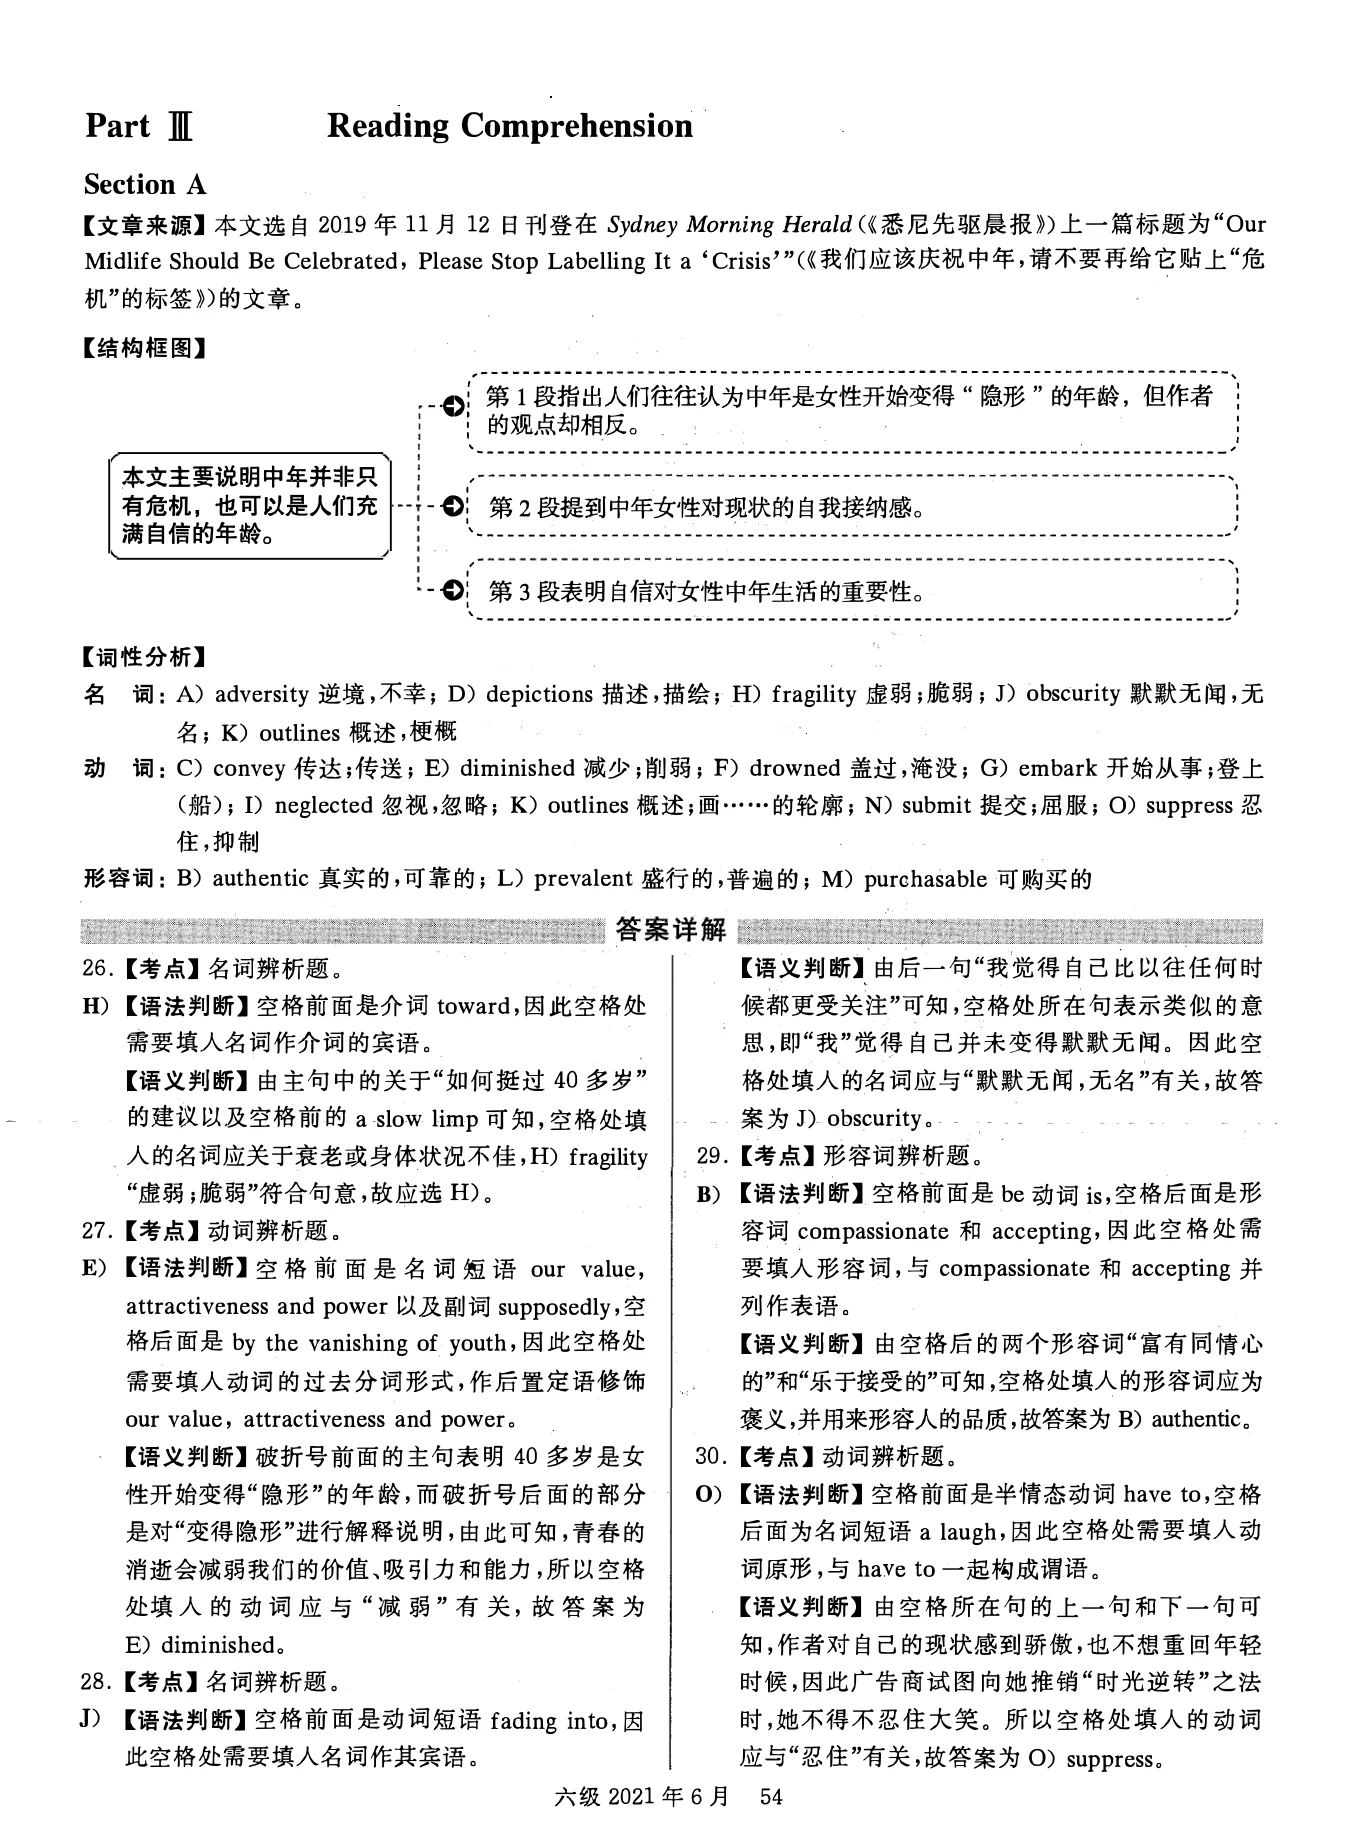 Part Ⅲ Reading Comprehension
Section A
【文章来源】本文选自 2019 年 11 月 12 日刊登在 Sydney Morning Herald(《悉尼先驱晨报》)上一篇标题为“Our
Midlife Should Be Celebrated, Please Stop Labelling It a ‘Crisis’”(《我们应该庆祝中年,请不要再给它贴上“危
机”的标签》)的文章。
【结构框图】
本文主要说明中年并非只
有危机，也可以是人们充
满自信的年龄。
第 1 段指出人们往往认为中年是女性开始变得“隐形”的年龄，但作者
的观点却相反。
第 2 段提到中年女性对现状的自我接纳感。
第 3 段表明自信对女性中年生活的重要性。
【词性分析】
名 词: A) adversity 逆境,不幸; D) depictions 描述,描绘; H) fragility 虚弱;脆弱; J) obscurity 默默无闻,无
名; K) outlines 概述,梗概
动 词: C) convey 传达;传送; E) diminished 减少;削弱; F) drowned 盖过,淹没; G) embark 开始从事;登上
(船); I) neglected 忽视,忽略; K) outlines 概述;画……的轮廓; N) submit 提交;屈服; O) suppress 忍
住,抑制
形容词: B) authentic 真实的,可靠的; L) prevalent 盛行的,普遍的; M) purchasable 可购买的
答案详解
26.【考点】名词辨析题。
H)【语法判断】空格前面是介词 toward,因此空格处
需要填入名词作介词的宾语。
【语义判断】由主句中的关于“如何挺过 40 多岁”
的建议以及空格前的 a slow limp 可知,空格处填
入的名词应关于衰老或身体状况不佳,H) fragility
“虚弱;脆弱”符合句意,故应选 H)。
27.【考点】动词辨析题。
E)【语法判断】空格前面是名词短语 our value,
attractiveness and power 以及副词 supposedly,空
格后面是 by the vanishing of youth,因此空格处
需要填入动词的过去分词形式,作后置定语修饰
our value, attractiveness and power。
【语义判断】破折号前面的主句表明 40 多岁是女
性开始变得“隐形”的年龄,而破折号后面的部分
是对“变得隐形”进行解释说明,由此可知,青春的
消逝会减弱我们的价值、吸引力和能力,所以空格
处填入的动词应与“减弱”有关,故答案为
E) diminished。
28.【考点】名词辨析题。
J)【语法判断】空格前面是动词短语 fading into,因
此空格处需要填入名词作其宾语。
【语义判断】由后一句“我觉得自己比以往任何时
候都更受关注”可知,空格处所在句表示类似的意
思,即“我”觉得自己并未变得默默无闻。因此空
格处填入的名词应与“默默无闻,无名”有关,故答
案为 J) obscurity。
29.【考点】形容词辨析题。
B)【语法判断】空格前面是 be 动词 is,空格后面是形
容词 compassionate 和 accepting,因此空格处需
要填入形容词,与 compassionate 和 accepting 并
列作表语。
【语义判断】由空格后的两个形容词“富有同情心
的”和“乐于接受的”可知,空格处填入的形容词应为
褒义,并用来形容人的品质,故答案为 B) authentic。
30.【考点】动词辨析题。
O)【语法判断】空格前面是半情态动词 have to,空格
后面为名词短语 a laugh,因此空格处需要填入动
词原形,与 have to 一起构成谓语。
【语义判断】由空格所在句的上一句和下一句可
知,作者对自己的现状感到骄傲,也不想重回年轻
时候,因此广告商试图向她推销“时光逆转”之法
时,她不得不忍住大笑。所以空格处填入的动词
应与“忍住”有关,故答案为 O) suppress。
六级 2021 年 6 月 54